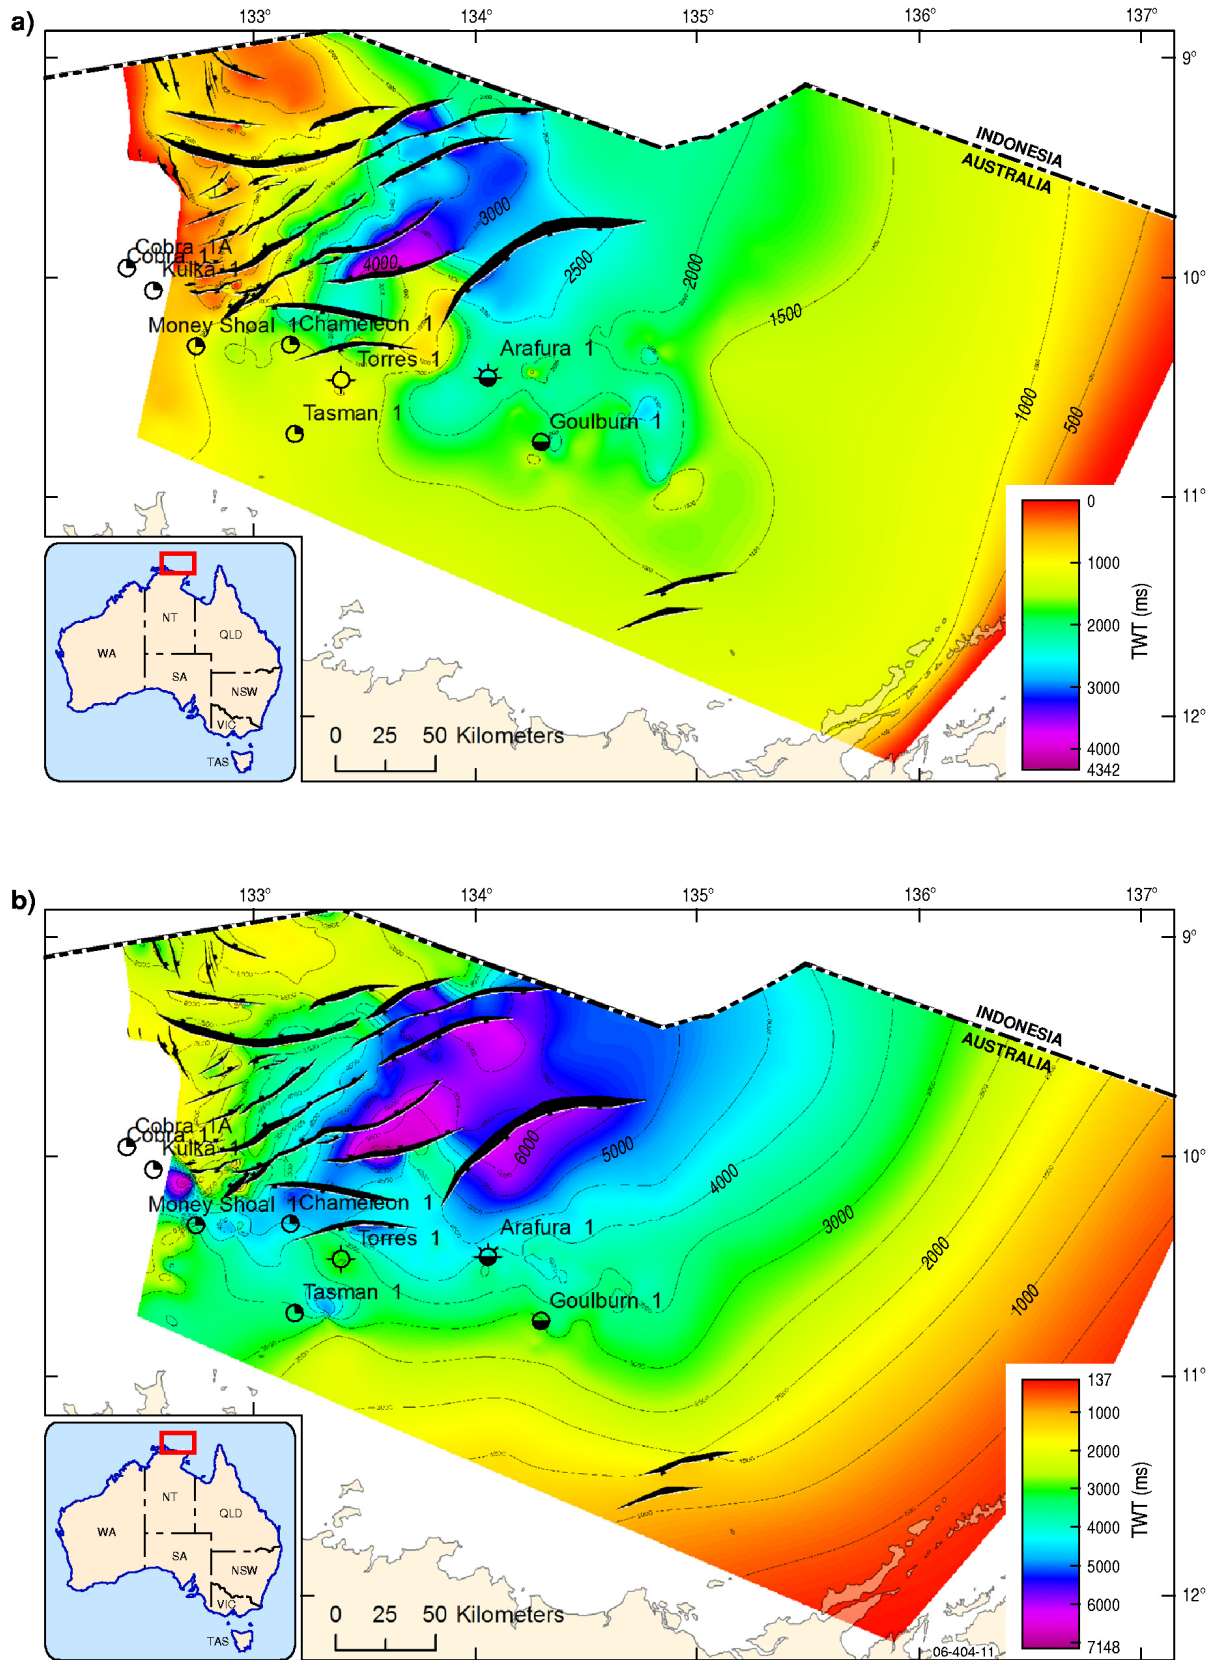 a)
133° 134° 135° 136° 137°
9°
INDONESIA
AUSTRALIA
3000
Cobra 1A
Cobra 1
Kulka 1
4000
2500
2000
10°
1500
Money Shoal 1
Chameleon 1
Arafura 1
Torres 1
Tasman 1
Goulburn 1
1000
500
11°
0
1000
2000
3000
4000
4342
TWT (ms)
NT
QLD
WA
SA
NSW
VIC
TAS
0 25 50 Kilometers
12°
b)
133° 134° 135° 136° 137°
9°
INDONESIA
AUSTRALIA
Cobra 1A
Cobra 1
Kulka 1
6000
5000
10°
4000
Money Shoal 1
Chameleon 1
Arafura 1
3000
Torres 1
2000
Tasman 1
Goulburn 1
1000
11°
137
1000
2000
3000
4000
5000
6000
7148
TWT (ms)
NT
QLD
WA
SA
NSW
VIC
TAS
0 25 50 Kilometers
12°
06-404-11